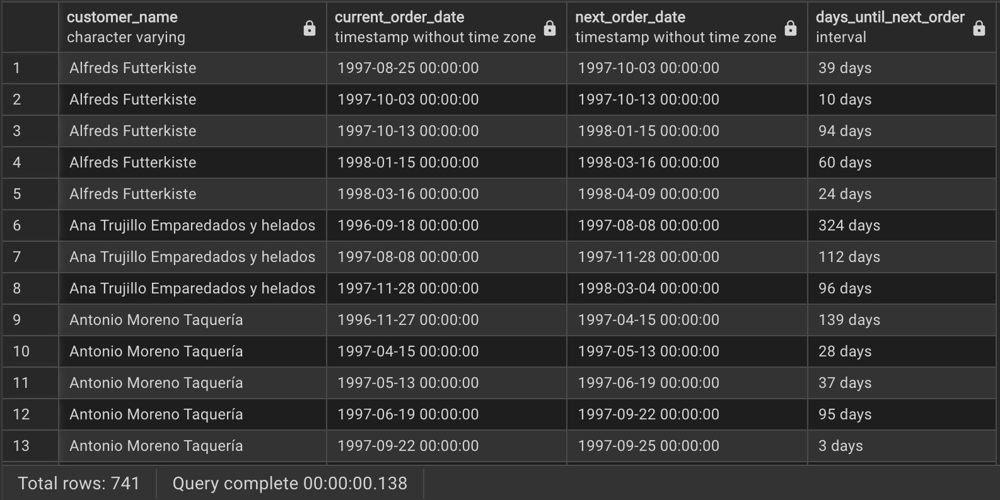 customer_name current_order_date next_order_date days_until_next_order
character varying timestamp without time zone timestamp without time zone interval
1 Alfreds Futterkiste 1997-08-25 00:00:00 1997-10-03 00:00:00 39 days
2 Alfreds Futterkiste 1997-10-03 00:00:00 1997-10-13 00:00:00 10 days
3 Alfreds Futterkiste 1997-10-13 00:00:00 1998-01-15 00:00:00 94 days
4 Alfreds Futterkiste 1998-01-15 00:00:00 1998-03-16 00:00:00 60 days
5 Alfreds Futterkiste 1998-03-16 00:00:00 1998-04-09 00:00:00 24 days
6 Ana Trujillo Emparedados y helados 1996-09-18 00:00:00 1997-08-08 00:00:00 324 days
7 Ana Trujillo Emparedados y helados 1997-08-08 00:00:00 1997-11-28 00:00:00 112 days
8 Ana Trujillo Emparedados y helados 1997-11-28 00:00:00 1998-03-04 00:00:00 96 days
9 Antonio Moreno Taquería 1996-11-27 00:00:00 1997-04-15 00:00:00 139 days
10 Antonio Moreno Taquería 1997-04-15 00:00:00 1997-05-13 00:00:00 28 days
11 Antonio Moreno Taquería 1997-05-13 00:00:00 1997-06-19 00:00:00 37 days
12 Antonio Moreno Taquería 1997-06-19 00:00:00 1997-09-22 00:00:00 95 days
13 Antonio Moreno Taquería 1997-09-22 00:00:00 1997-09-25 00:00:00 3 days
Total rows: 741 Query complete 00:00:00.138